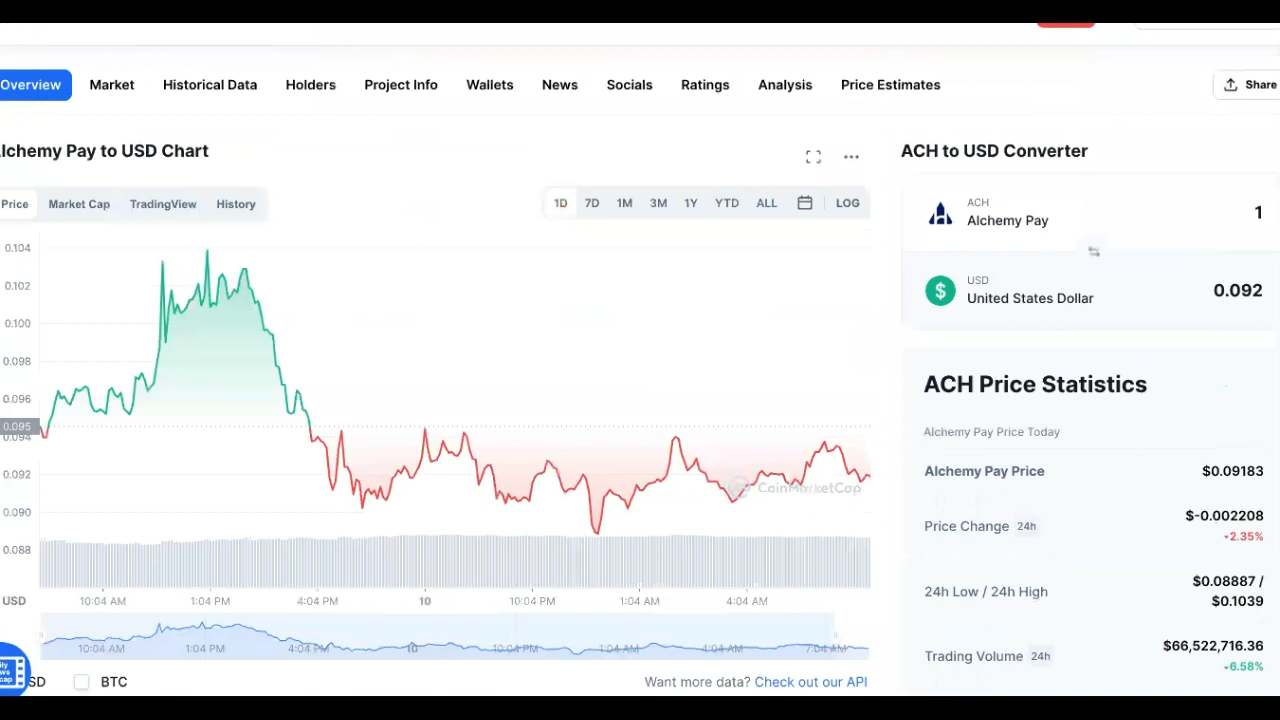 Overview Market Historical Data Holders Project Info Wallets News Socials Ratings Analysis Price Estimates Share
lchemy Pay to USD Chart
Price Market Cap TradingView History
1D 7D 1M 3M 1Y YTD ALL LOG
0.104
0.102
0.100
0.098
0.096
0.095
0.094
0.092
0.090
0.088
CoinMarketCap
USD 10:04 AM 1:04 PM 4:04 PM 10 10:04 PM 1:04 AM 4:04 AM
10:04 AM 1:04 PM 4:04 PM 10 10:04 PM 1:04 AM 4:04 AM 7:04 AM
SD BTC
Want more data? Check out our API
ACH to USD Converter
ACH
Alchemy Pay 1
USD
United States Dollar 0.092
ACH Price Statistics
Alchemy Pay Price Today
Alchemy Pay Price $0.09183
Price Change 24h $-0.002208
2.35%
24h Low / 24h High $0.08887 /
$0.1039
Trading Volume 24h $66,522,716.36
6.58%